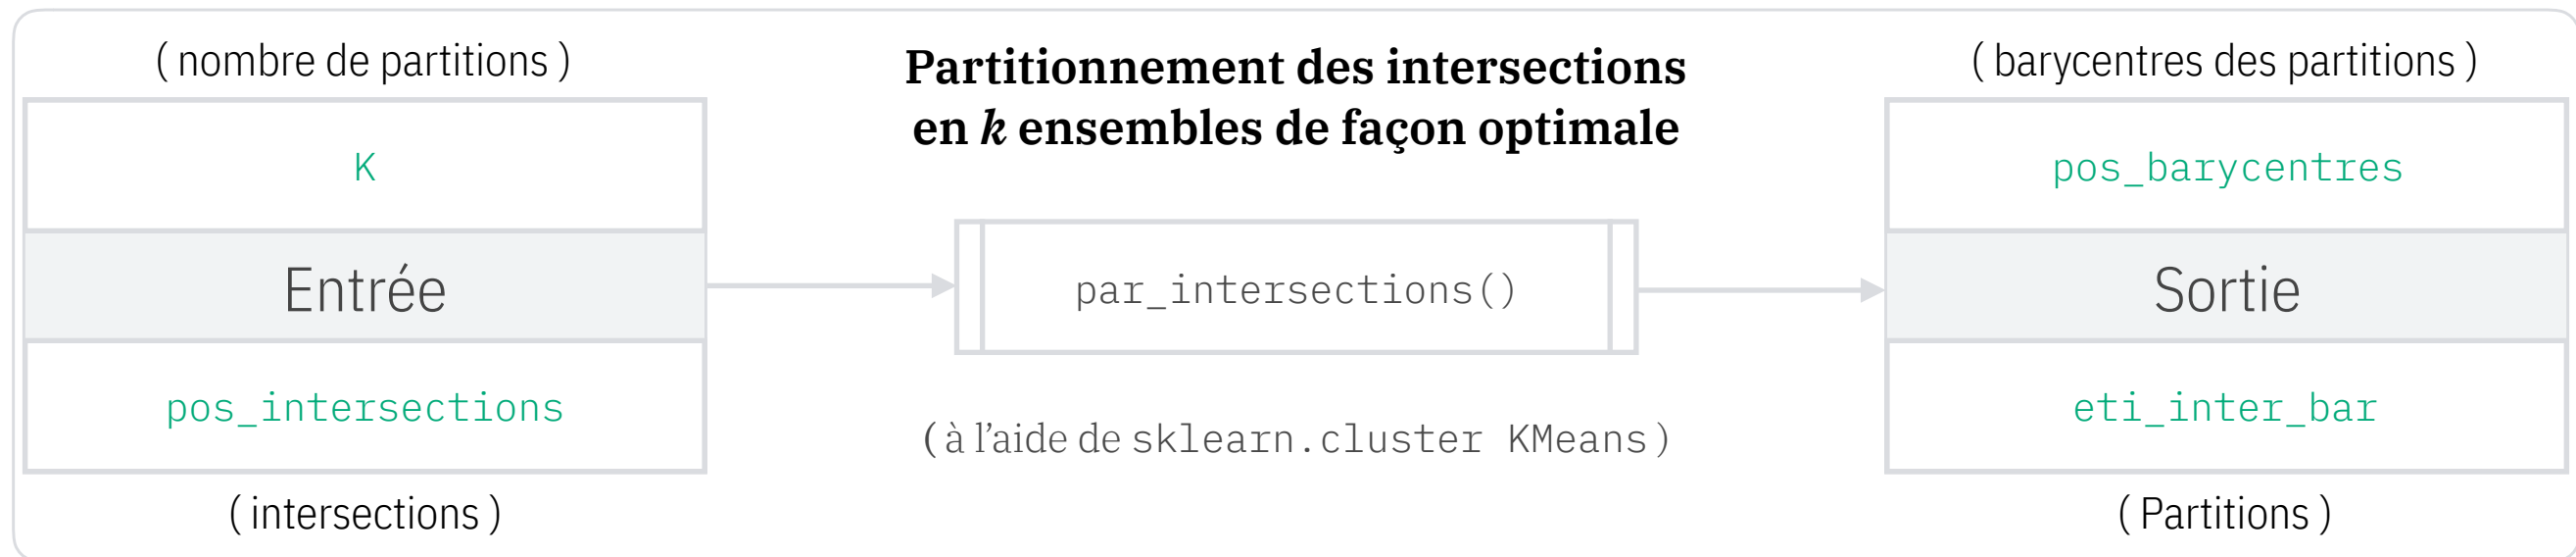 ( nombre de partitions )
K
Entrée
pos_intersections
( intersections )
Partitionnement des intersections
en k ensembles de façon optimale
par_intersections()
( à l’aide de sklearn.cluster KMeans )
( barycentres des partitions )
pos_barycentres
Sortie
eti_inter_bar
( Partitions )